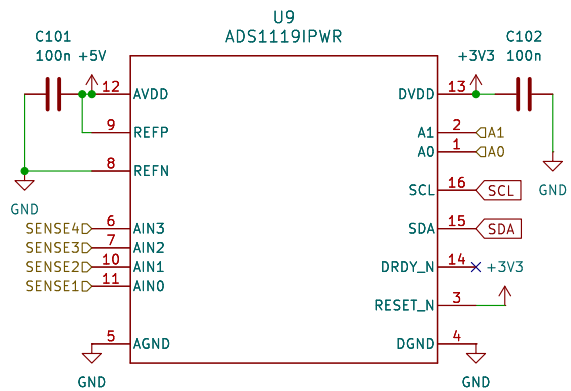 U9
ADS1119IPWR
C101
100n
+5V
C102
100n
+3V3
12
AVDD
DVDD
13
9
REFP
A1
2
A1
A0
1
A0
8
REFN
SCL
16
SCL
GND
GND
SENSE4
6
AIN3
SDA
15
SDA
SENSE3
7
AIN2
SENSE2
10
AIN1
DRDY_N
14
+3V3
SENSE1
11
AIN0
RESET_N
3
5
AGND
DGND
4
GND
GND